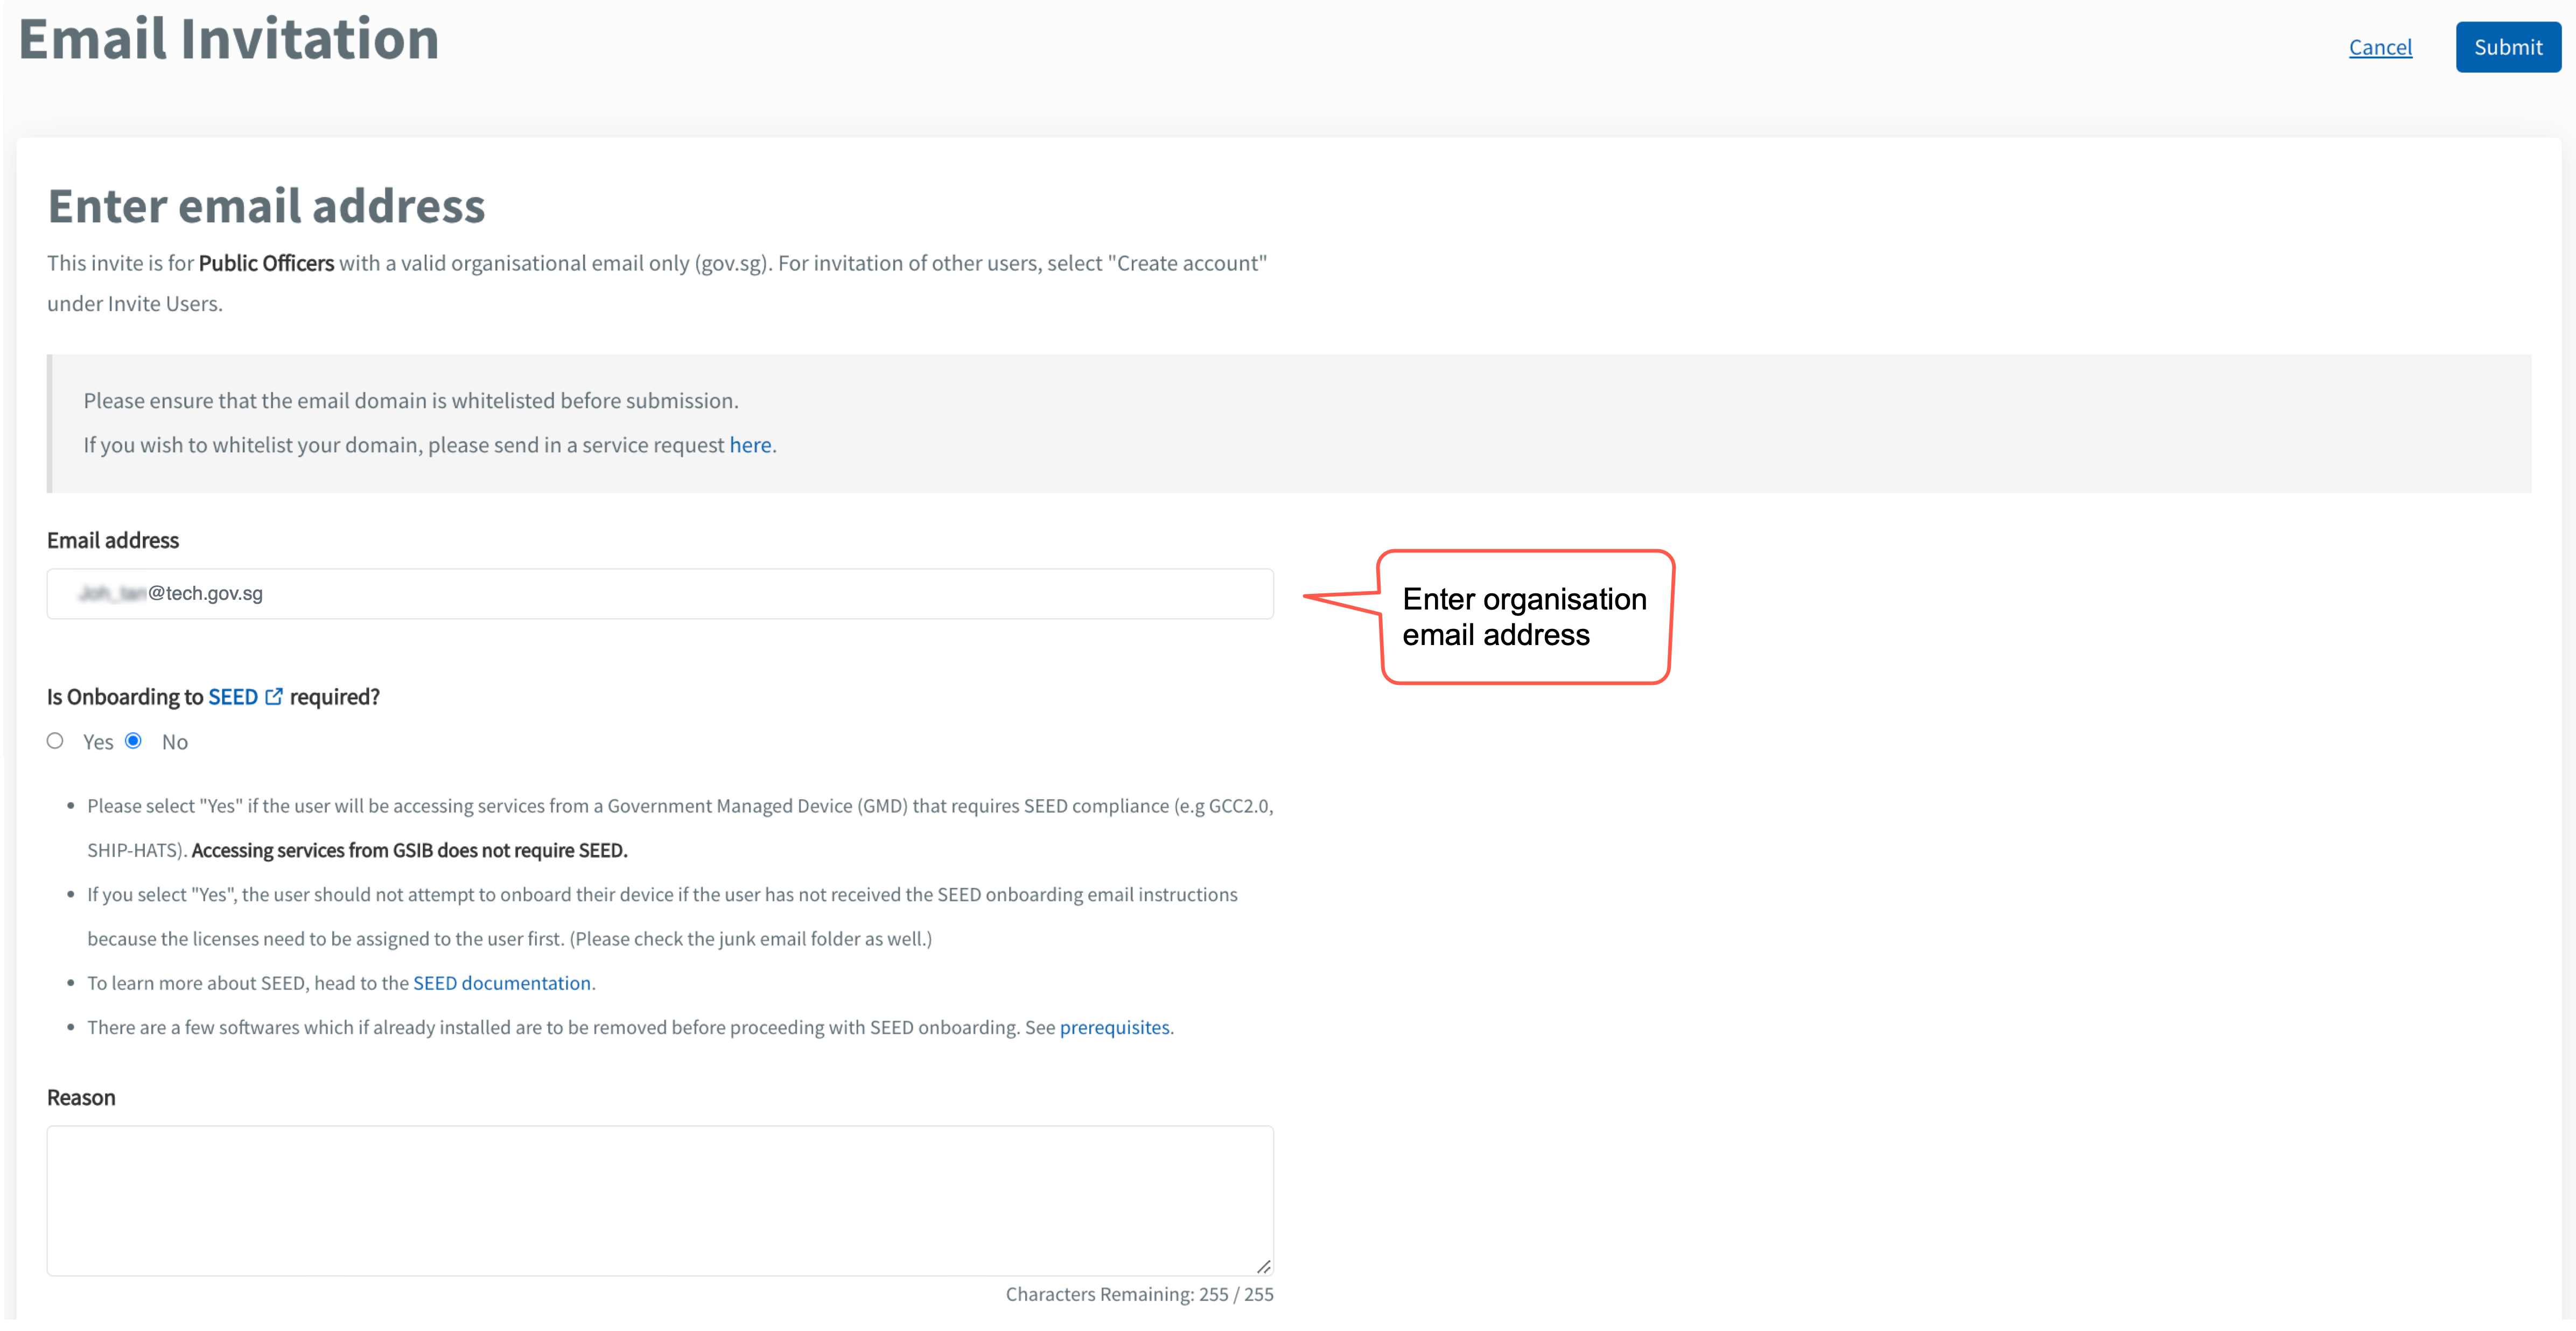 Email Invitation
Cancel
Submit
Enter email address
This invite is for Public Officers with a valid organisational email only (gov.sg). For invitation of other users, select "Create account"
under Invite Users.
Please ensure that the email domain is whitelisted before submission.
If you wish to whitelist your domain, please send in a service request here.
Email address
@tech.gov.sg
Enter organisation
email address
Is Onboarding to SEED required?
Yes No
• Please select "Yes" if the user will be accessing services from a Government Managed Device (GMD) that requires SEED compliance (e.g GCC2.0,
SHIP-HATS). Accessing services from GSIB does not require SEED.
• If you select "Yes", the user should not attempt to onboard their device if the user has not received the SEED onboarding email instructions
because the licenses need to be assigned to the user first. (Please check the junk email folder as well.)
• To learn more about SEED, head to the SEED documentation.
• There are a few softwares which if already installed are to be removed before proceeding with SEED onboarding. See prerequisites.
Reason
Characters Remaining: 255 / 255